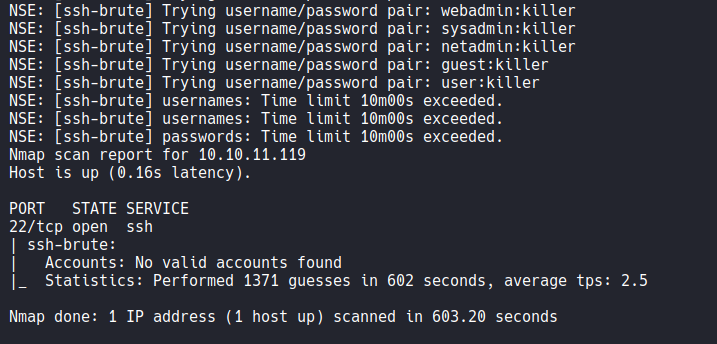 NSE: [ssh-brute] Trying username/password pair: webadmin:killer
NSE: [ssh-brute] Trying username/password pair: sysadmin:killer
NSE: [ssh-brute] Trying username/password pair: netadmin:killer
NSE: [ssh-brute] Trying username/password pair: guest:killer
NSE: [ssh-brute] Trying username/password pair: user:killer
NSE: [ssh-brute] usernames: Time limit 10m00s exceeded.
NSE: [ssh-brute] usernames: Time limit 10m00s exceeded.
NSE: [ssh-brute] passwords: Time limit 10m00s exceeded.
Nmap scan report for 10.10.11.119
Host is up (0.16s latency).

PORT   STATE SERVICE
22/tcp open  ssh
| ssh-brute:
|   Accounts: No valid accounts found
|_  Statistics: Performed 1371 guesses in 602 seconds, average tps: 2.5

Nmap done: 1 IP address (1 host up) scanned in 603.20 seconds